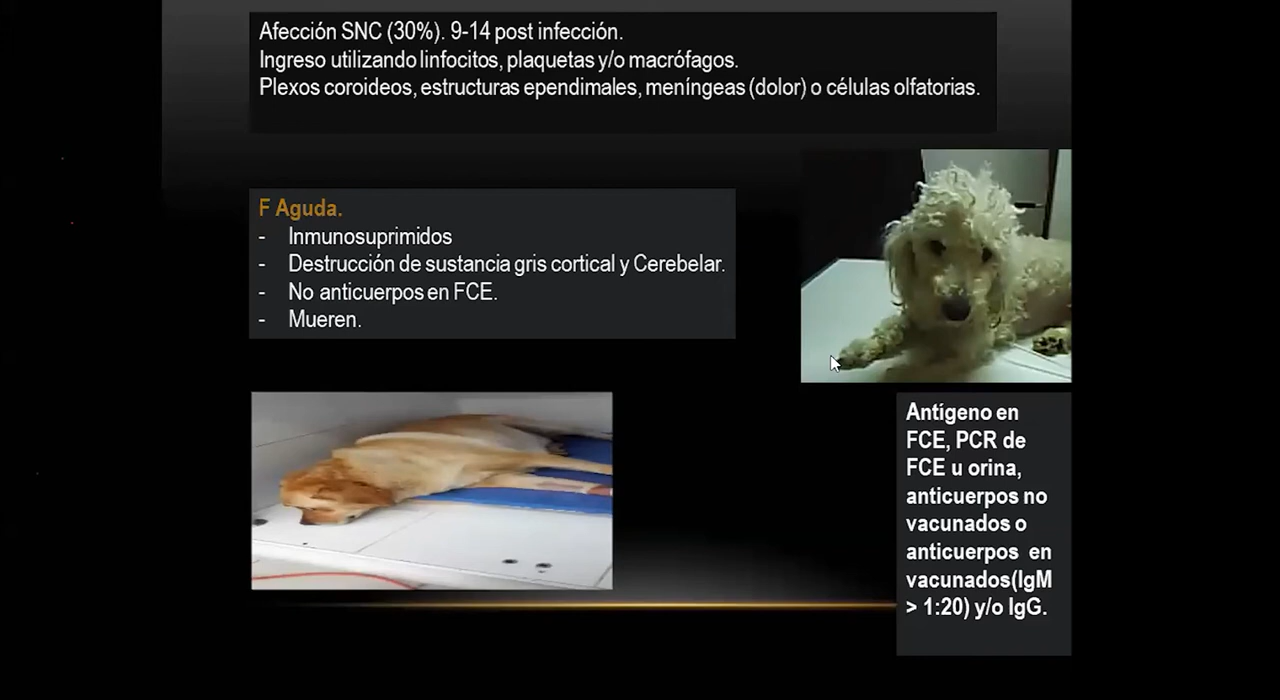 Afección SNC (30%). 9-14 post infección.
Ingreso utilizando linfocitos, plaquetas y/o macrófagos.
Plexos coroideos, estructuras ependimales, meníngeas (dolor) o células olfatorias.
F Aguda.
- Inmunosuprimidos
- Destrucción de sustancia gris cortical y Cerebelar.
- No anticuerpos en FCE.
- Mueren.
Antígeno en
FCE, PCR de
FCE u orina,
anticuerpos no
vacunados o
anticuerpos en
vacunados(IgM
> 1:20) y/o IgG.